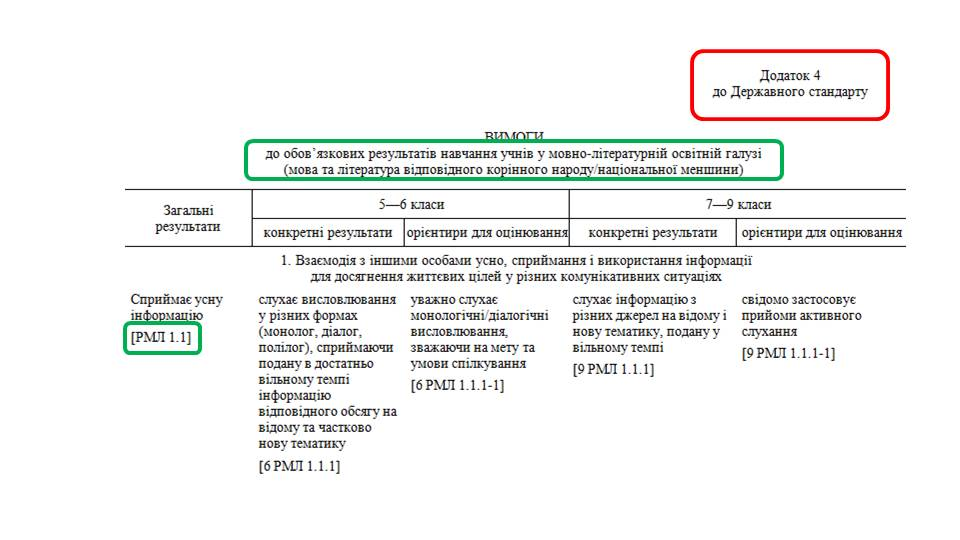 Додаток 4
до Державного стандарту
ВИМОГИ
до обов’язкових результатів навчання учнів у мовно-літературній освітній галузі
(мова та література відповідного корінного народу/національної меншини)
Загальні
результати
5—6 класи
7—9 класи
конкретні результати
орієнтири для оцінювання
конкретні результати
орієнтири для оцінювання
1. Взаємодія з іншими особами усно, сприймання і використання інформації
для досягнення життєвих цілей у різних комунікативних ситуаціях
Сприймає усну
інформацію
[РМЛ 1.1]
слухає висловлювання
у різних формах
(монолог, діалог,
полілог), сприймаючи
подану в достатньо
вільному темпі
інформацію
відповідного обсягу на
відому та частково
нову тематику
[6 РМЛ 1.1.1]
уважно слухає
монологічні/діалогічні
висловлювання,
зважаючи на мету та
умови спілкування
[6 РМЛ 1.1.1-1]
слухає інформацію з
різних джерел на відому і
нову тематику, подану у
вільному темпі
[9 РМЛ 1.1.1]
свідомо застосовує
прийоми активного
слухання
[9 РМЛ 1.1.1-1]